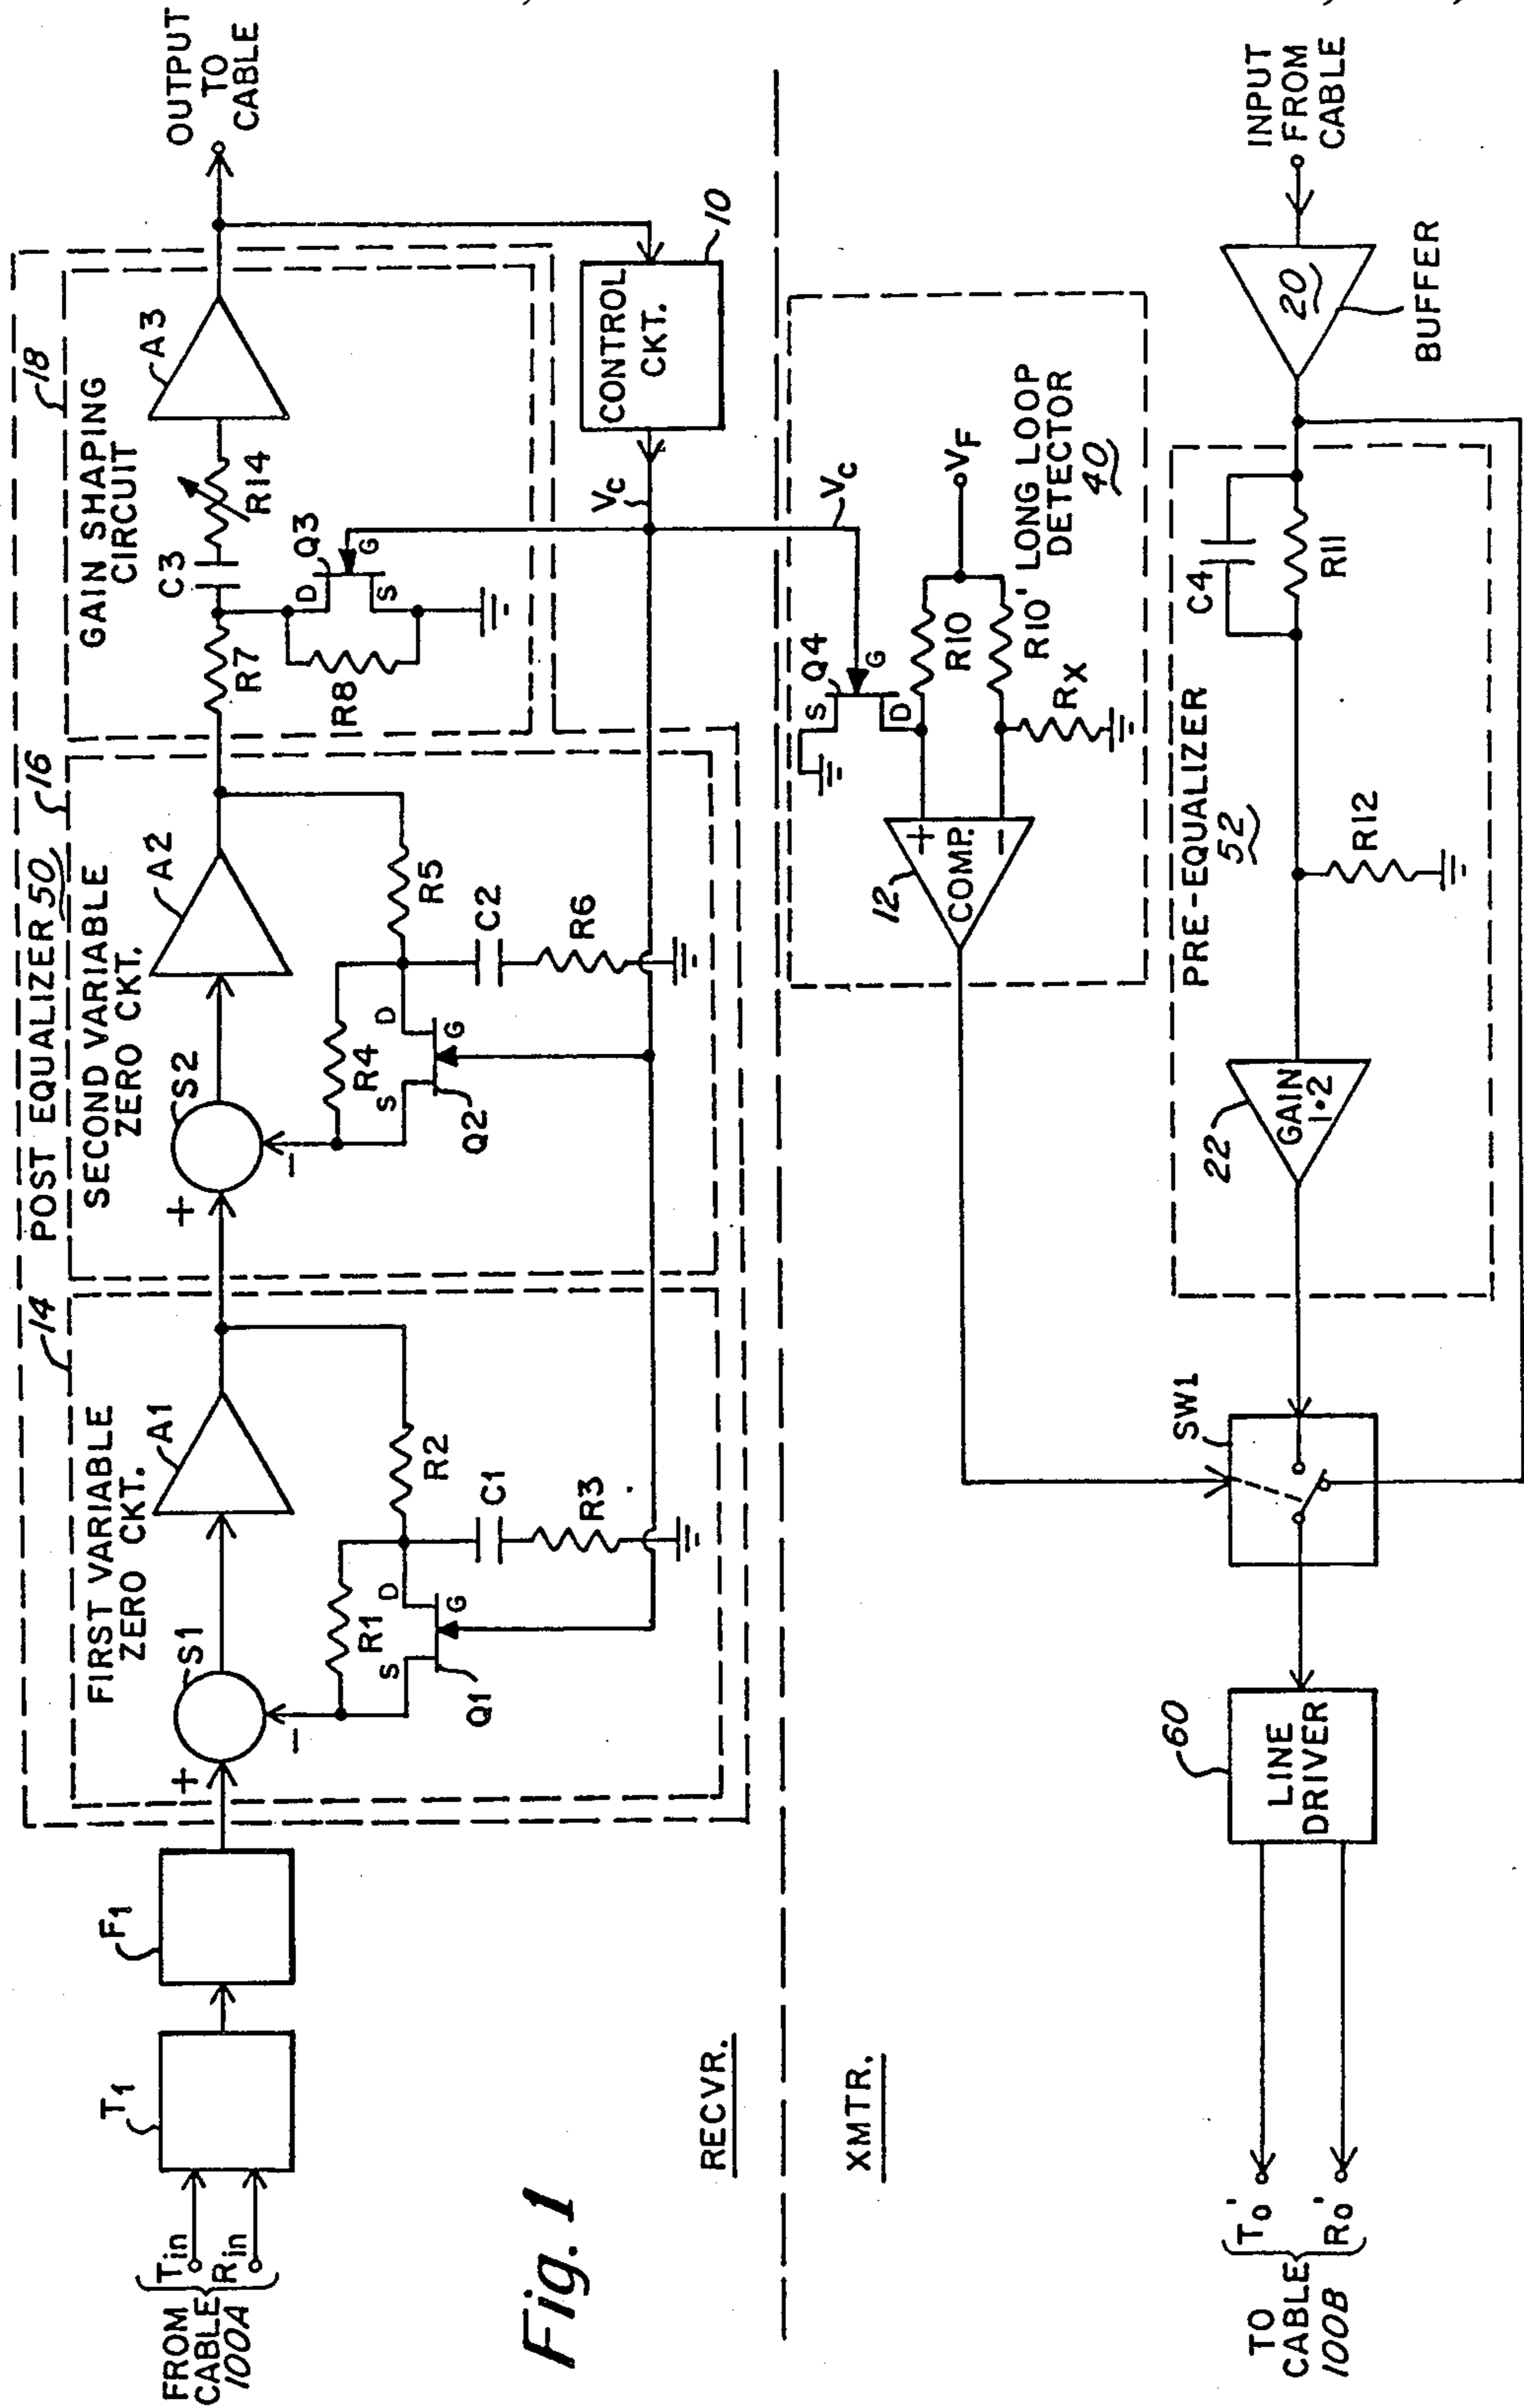 FROM
CABLE
100A
Tin
Rin
T1
F1
POST EQUALIZER 50
14
FIRST VARIABLE
ZERO CKT.
S1
+
−
A1
R1
R2
C1
R3
S
D
G
Q1
16
SECOND VARIABLE
ZERO CKT.
S2
+
−
A2
R4
R5
C2
R6
S
D
G
Q2
18
GAIN SHAPING
CIRCUIT
R7
C3
R14
A3
R8
D
S
G
Q3
OUTPUT
TO
CABLE
CONTROL
CKT.
10
Vc
RECVR.
Fig. 1
XMTR.
Vc
Q4
S
G
D
R10
R10'
Rx
VF
LONG LOOP
DETECTOR
40
12
COMP.
+
−
INPUT
FROM
CABLE
20
BUFFER
PRE-EQUALIZER
52
C4
R11
R12
22
GAIN
1.2
SW1
60
LINE
DRIVER
To'
Ro'
TO
CABLE
100B